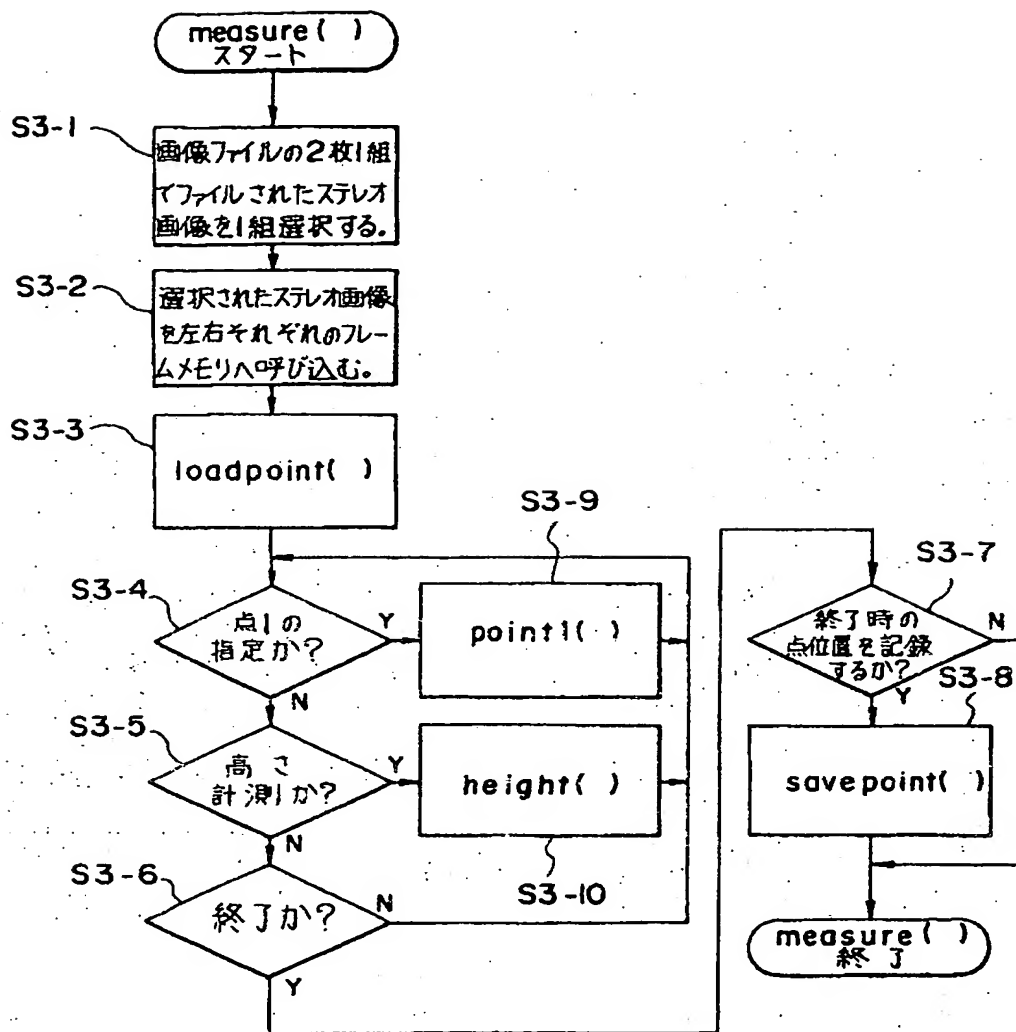 measure( )
スタート
S3-1
画像ファイルの2枚1組
でファイルされたステレオ
画像を1組選択する.
S3-2
選択されたステレオ画像
を左右それぞれのフレー
ムメモリへ呼び込む。
S3-3
loadpoint( )
S3-4
点1の
指定か?
Y
N
S3-9
point1( )
S3-5
高さ
計測か?
Y
N
height( )
S3-10
S3-6
終了か?
N
Y
S3-7
終了時の
点位置を記録
するか?
N
Y
S3-8
savepoint( )
measure( )
終了